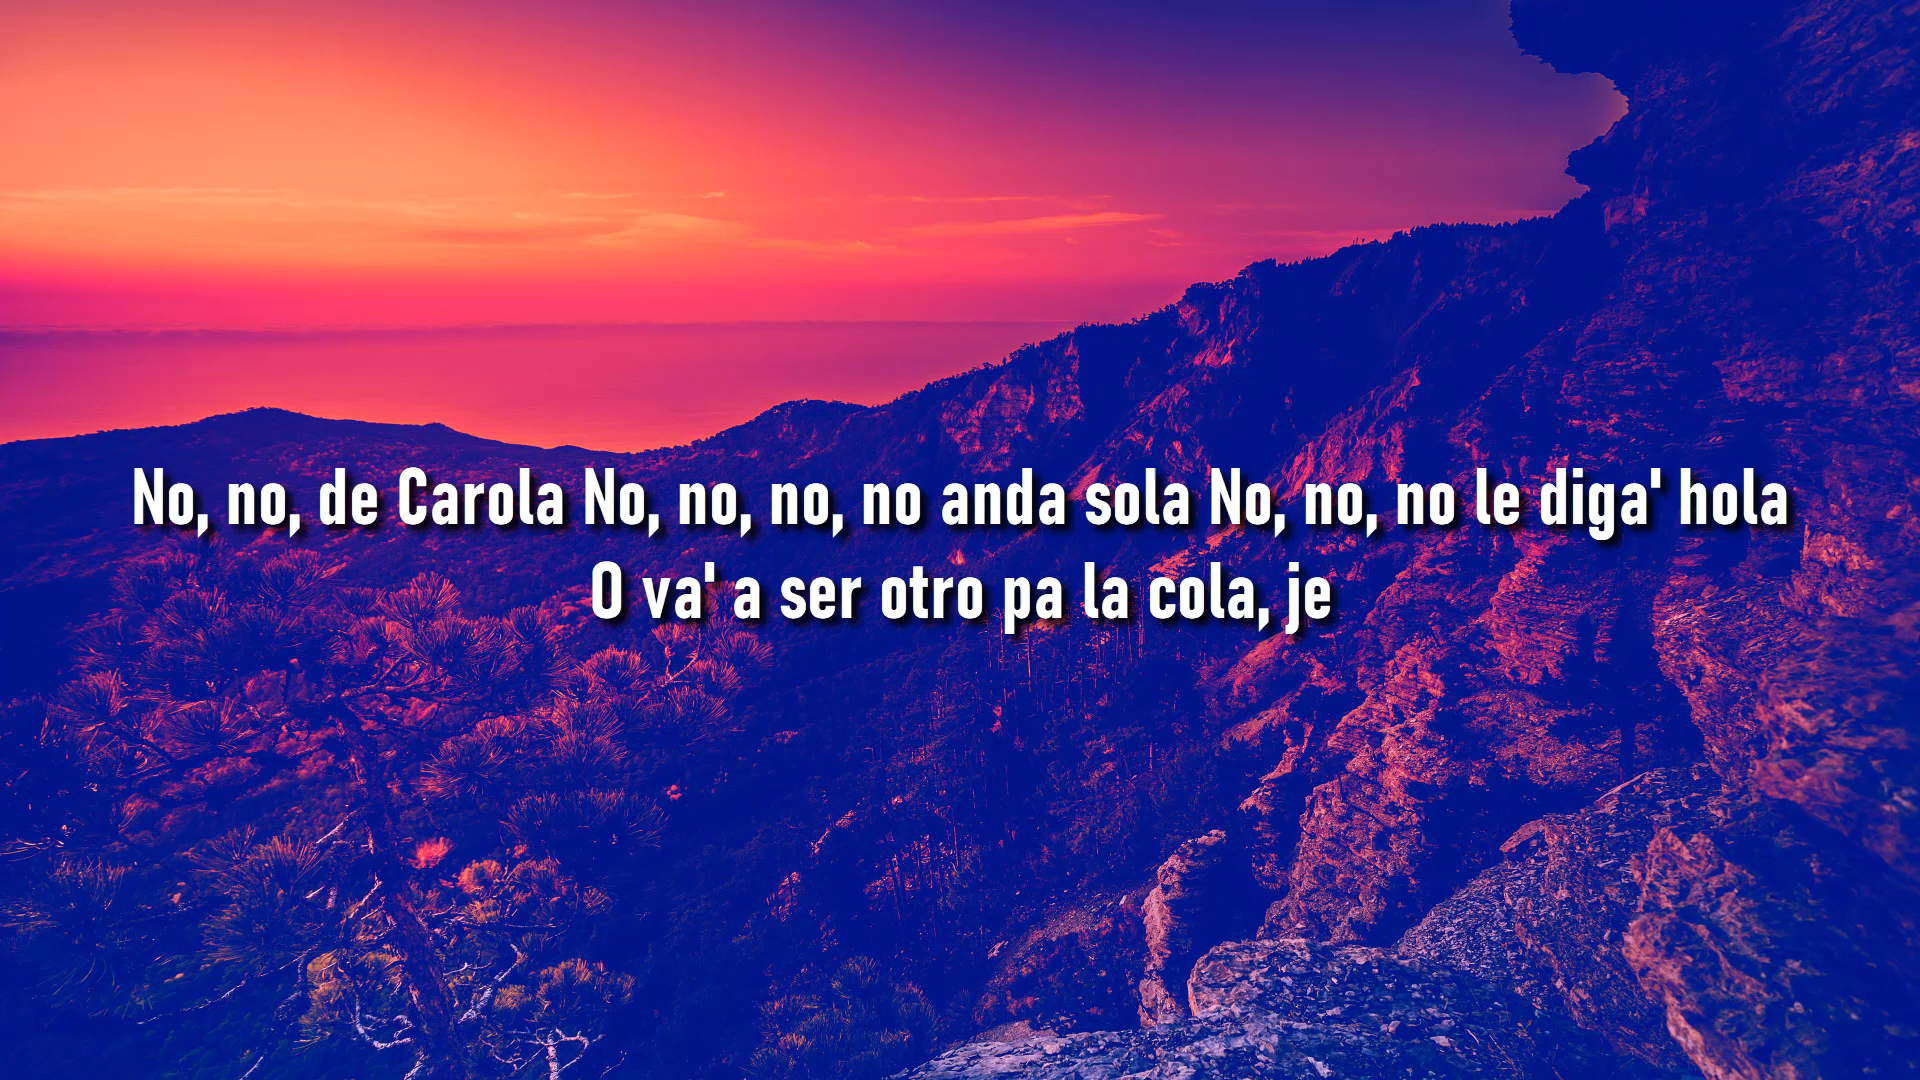 No, no, de Carola No, no, no, no anda sola No, no, no le diga' hola
O va' a ser otro pa la cola, je